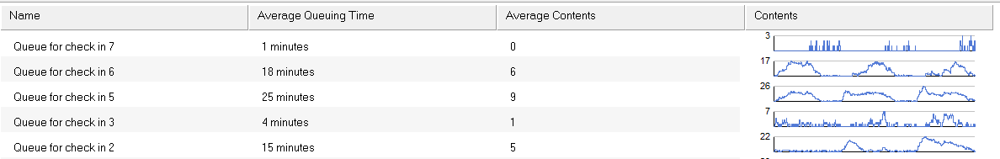 Name Average Queuing Time Average Contents Contents
Queue for check in 7 1 minutes 0 3
Queue for check in 6 18 minutes 6 17
Queue for check in 5 25 minutes 9 26
Queue for check in 3 4 minutes 1 7
Queue for check in 2 15 minutes 5 22